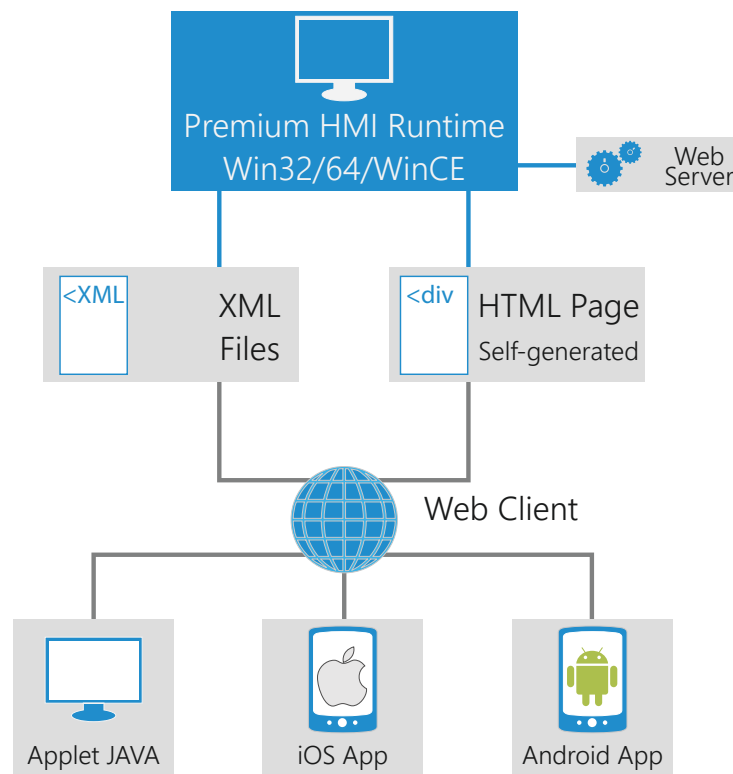 Premium HMI Runtime
Win32/64/WinCE
Web
Server
<XML
XML
Files
<div
HTML Page
Self-generated
Web Client
Applet JAVA
iOS App
Android App